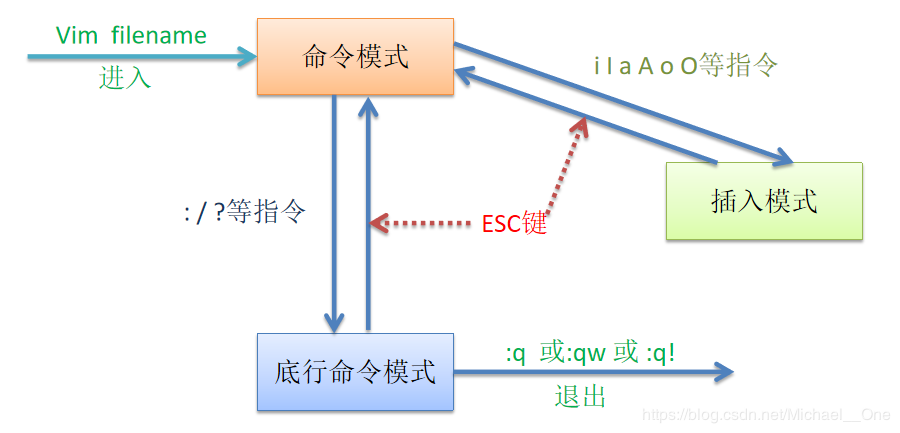 Vim filename
进入
命令模式
i I a A o O等指令
插入模式
: / ?等指令
ESC键
底行命令模式
:q 或:qw 或 :q!
退出
https://blog.csdn.net/Michael__One